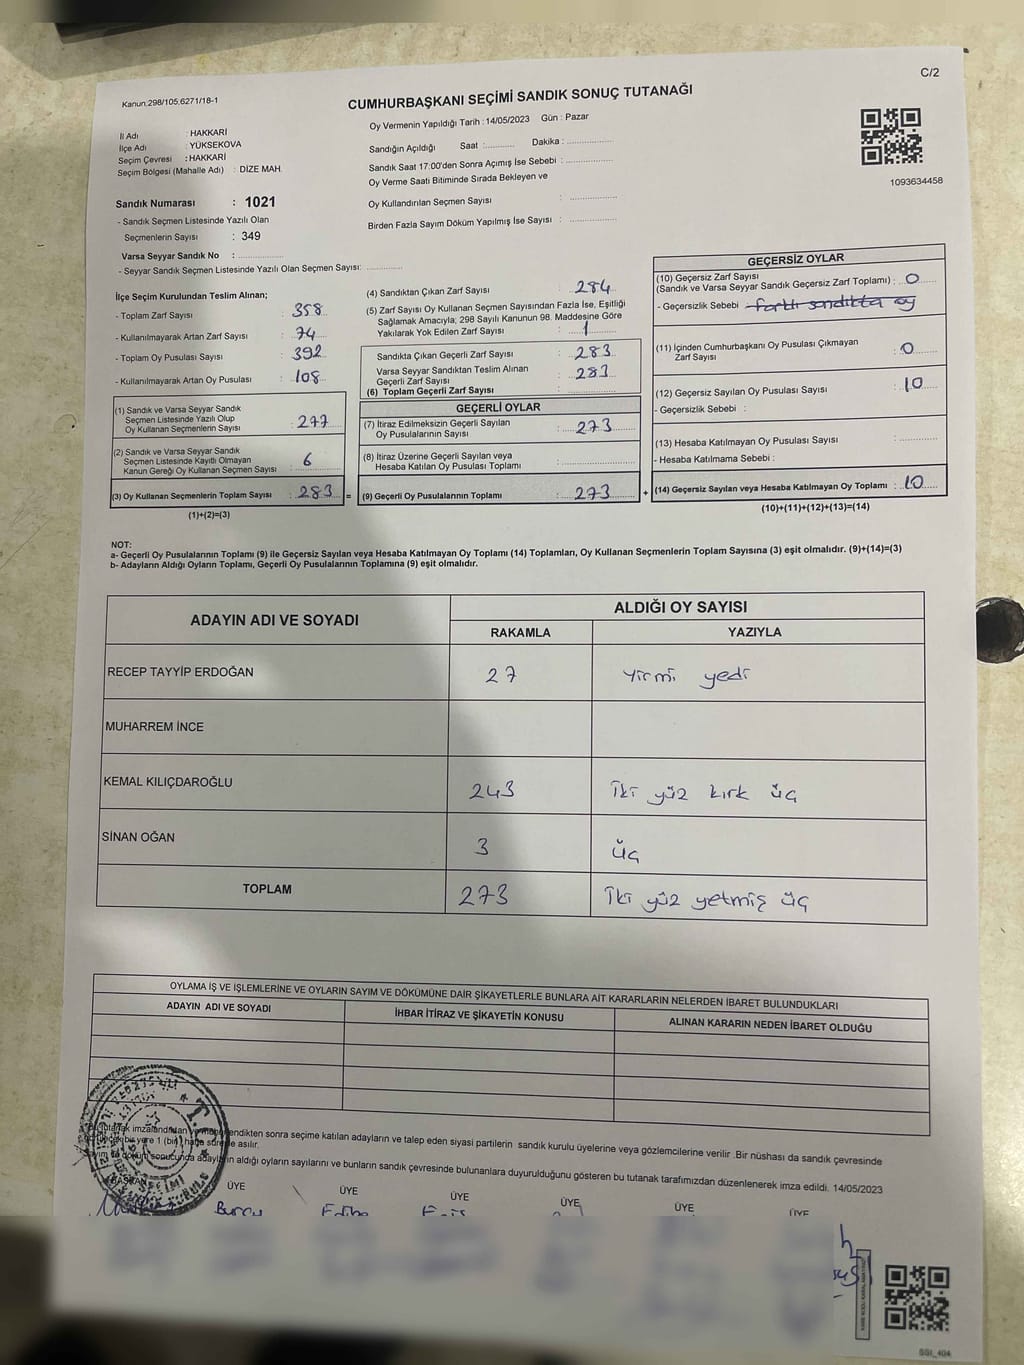 C/2
Kanun:298/105,6271/18-1
CUMHURBAŞKANI SEÇİMİ SANDIK SONUÇ TUTANAĞI
Oy Vermenin Yapıldığı Tarih :14/05/2023 Gün : Pazar
İl Adı : HAKKARİ
İlçe Adı : YÜKSEKOVA
Seçim Çevresi : HAKKARİ
Seçim Bölgesi (Mahalle Adı) : DİZE MAH.
Sandığın Açıldığı Saat :.......... Dakika :................
Sandık Saat 17:00'den Sonra Açımış İse Sebebi :................
Oy Verme Saati Bitiminde Sırada Bekleyen ve
Oy Kullandırılan Seçmen Sayısı : ................
Birden Fazla Sayım Döküm Yapılmış İse Sayısı : ................
1093634458
Sandık Numarası : 1021
- Sandık Seçmen Listesinde Yazılı Olan
Seçmenlerin Sayısı : 349
Varsa Seyyar Sandık No :................
- Seyyar Sandık Seçmen Listesinde Yazılı Olan Seçmen Sayısı:............
İlçe Seçim Kurulundan Teslim Alınan;
- Toplam Zarf Sayısı : 358
- Kullanılmayarak Artan Zarf Sayısı : 74
- Toplam Oy Pusulası Sayısı : 392
- Kullanılmayarak Artan Oy Pusulası : 108
(1) Sandık ve Varsa Seyyar Sandık
Seçmen Listesinde Yazılı Olup
Oy Kullanan Seçmenlerin Sayısı : 277
(2) Sandık ve Varsa Seyyar Sandık
Seçmen Listesinde Kayıtlı Olmayan
Kanun Gereği Oy Kullanan Seçmen Sayısı : 6
(3) Oy Kullanan Seçmenlerin Toplam Sayısı : 283 =
(1)+(2)=(3)
(4) Sandıktan Çıkan Zarf Sayısı : 284
(5) Zarf Sayısı Oy Kullanan Seçmen Sayısından Fazla İse, Eşitliği
Sağlamak Amacıyla, 298 Sayılı Kanunun 98. Maddesine Göre
Yakılarak Yok Edilen Zarf Sayısı : 1
Sandıkta Çıkan Geçerli Zarf Sayısı : 283
Varsa Seyyar Sandıktan Teslim Alınan
Geçerli Zarf Sayısı : 283
(6) Toplam Geçerli Zarf Sayısı :
GEÇERLİ OYLAR
(7) İtiraz Edilmeksizin Geçerli Sayılan
Oy Pusulalarının Sayısı : 273
(8) İtiraz Üzerine Geçerli Sayılan veya
Hesaba Katılan Oy Pusulası Toplamı :................
(9) Geçerli Oy Pusulalarının Toplamı : 273 +
GEÇERSİZ OYLAR
(10) Geçersiz Zarf Sayısı
(Sandık ve Varsa Seyyar Sandık Geçersiz Zarf Toplamı) : 0
- Geçersizlik Sebebi farklı sandıkta oy
(11) İçinden Cumhurbaşkanı Oy Pusulası Çıkmayan
Zarf Sayısı : 0
(12) Geçersiz Sayılan Oy Pusulası Sayısı : 10
- Geçersizlik Sebebi :
(13) Hesaba Katılmayan Oy Pusulası Sayısı :............
- Hesaba Katılmama Sebebi :
(14) Geçersiz Sayılan veya Hesaba Katılmayan Oy Toplamı : 10
(10)+(11)+(12)+(13)=(14)
NOT:
a- Geçerli Oy Pusulalarının Toplamı (9) ile Geçersiz Sayılan veya Hesaba Katılmayan Oy Toplamı (14) Toplamları, Oy Kullanan Seçmenlerin Toplam Sayısına (3) eşit olmalıdır. (9)+(14)=(3)
b- Adayların Aldığı Oyların Toplamı, Geçerli Oy Pusulalarının Toplamına (9) eşit olmalıdır.
ADAYIN ADI VE SOYADI ALDIĞI OY SAYISI
RAKAMLA YAZIYLA
RECEP TAYYİP ERDOĞAN 27 Yirmi yedi
MUHARREM İNCE
KEMAL KILIÇDAROĞLU 243 İki yüz kırk üç
SİNAN OĞAN 3 üç
TOPLAM 273 İki yüz yetmiş üç
OYLAMA İŞ VE İŞLEMLERİNE VE OYLARIN SAYIM VE DÖKÜMÜNE DAİR ŞİKAYETLERLE BUNLARA AİT KARARLARIN NELERDEN İBARET BULUNDUKLARI
ADAYIN ADI VE SOYADI İHBAR İTİRAZ VE ŞİKAYETİN KONUSU ALINAN KARARIN NEDEN İBARET OLDUĞU
tutanak imzalandıktan endikten sonra seçime katılan adayların ve talep eden siyasi partilerin sandık kurulu üyelerine veya gözlemcilerine verilir .Bir nüshası da sandık çevresinde
bir yere 1 (bir) hafta süre ile asılır.
sonucunda aldığı oyların sayılarını ve bunların sandık çevresinde bulunanlara duyurulduğunu gösteren bu tutanak tarafımızdan düzenlenerek imza edildi. 14/05/2023
BAŞKAN ÜYE ÜYE ÜYE ÜYE ÜYE ÜYE
Burcu
SSI_404